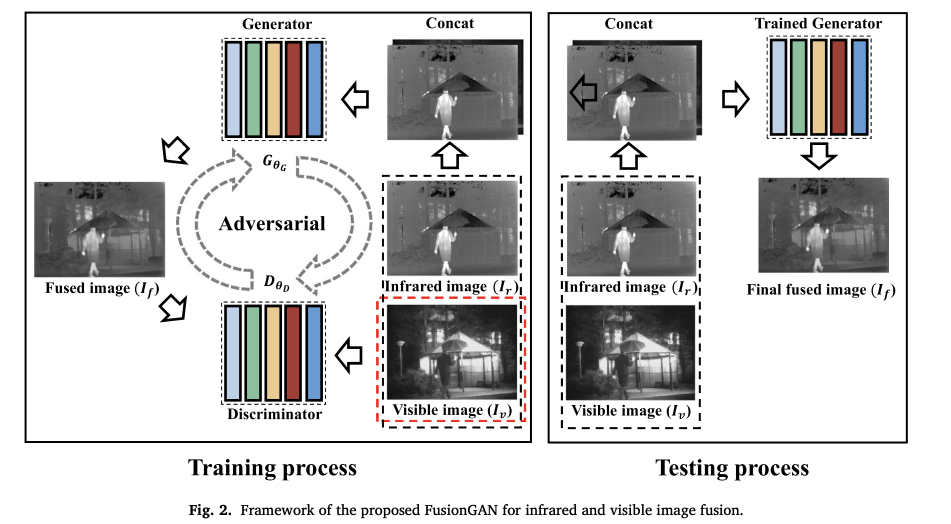 Generator
Concat
Concat
Trained Generator
G_{θ_G}
Adversarial
D_{θ_D}
Fused image (I_f)
Infrared image (I_r)
Infrared image (I_r)
Final fused image (I_f)
Discriminator
Visible image (I_v)
Visible image (I_v)
Training process
Testing process
Fig. 2. Framework of the proposed FusionGAN for infrared and visible image fusion.